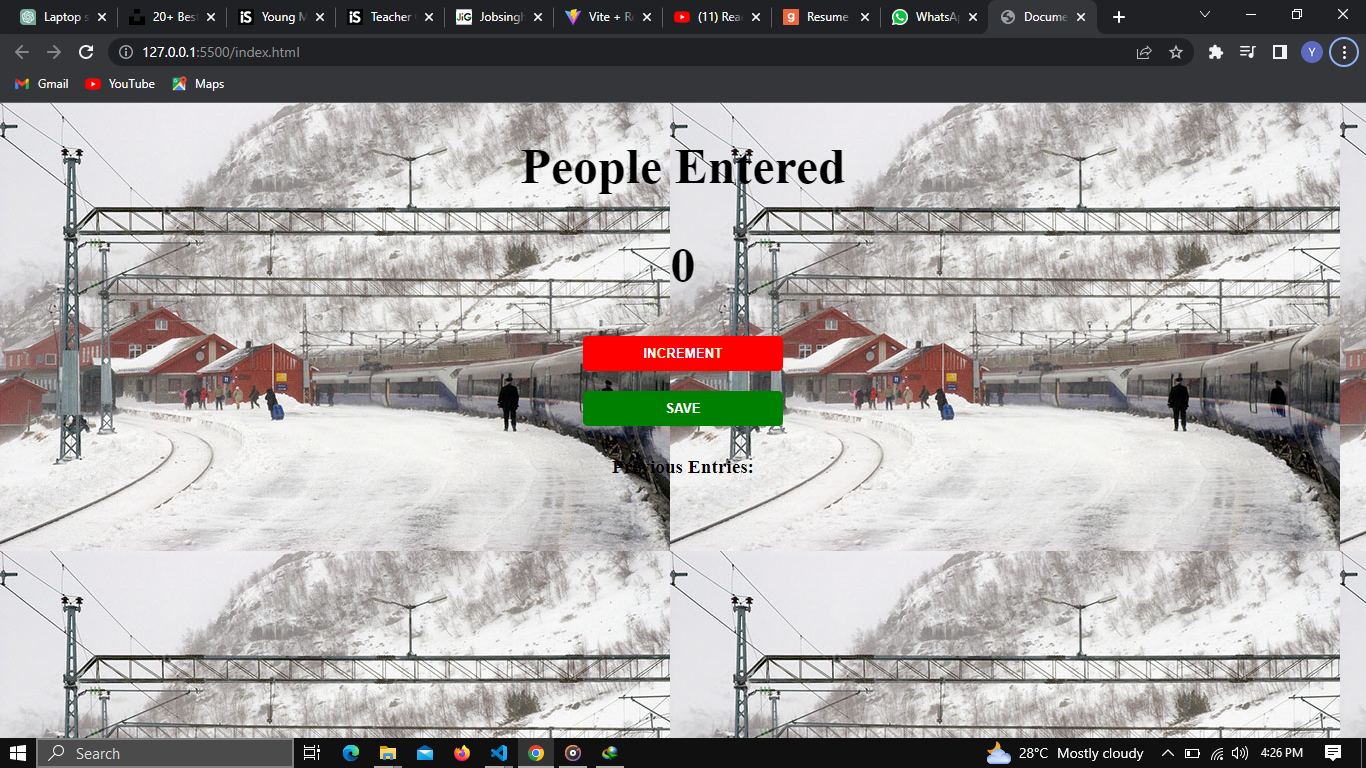 Laptop s
20+ Bes
Young M
Teacher
Jobsingh
Vite + R
(11) Rea
Resume
WhatsAp
Docume
127.0.0.1:5500/index.html
Y
Gmail
YouTube
Maps
People Entered
0
INCREMENT
SAVE
Previous Entries:
Search
28°C Mostly cloudy
4:26 PM